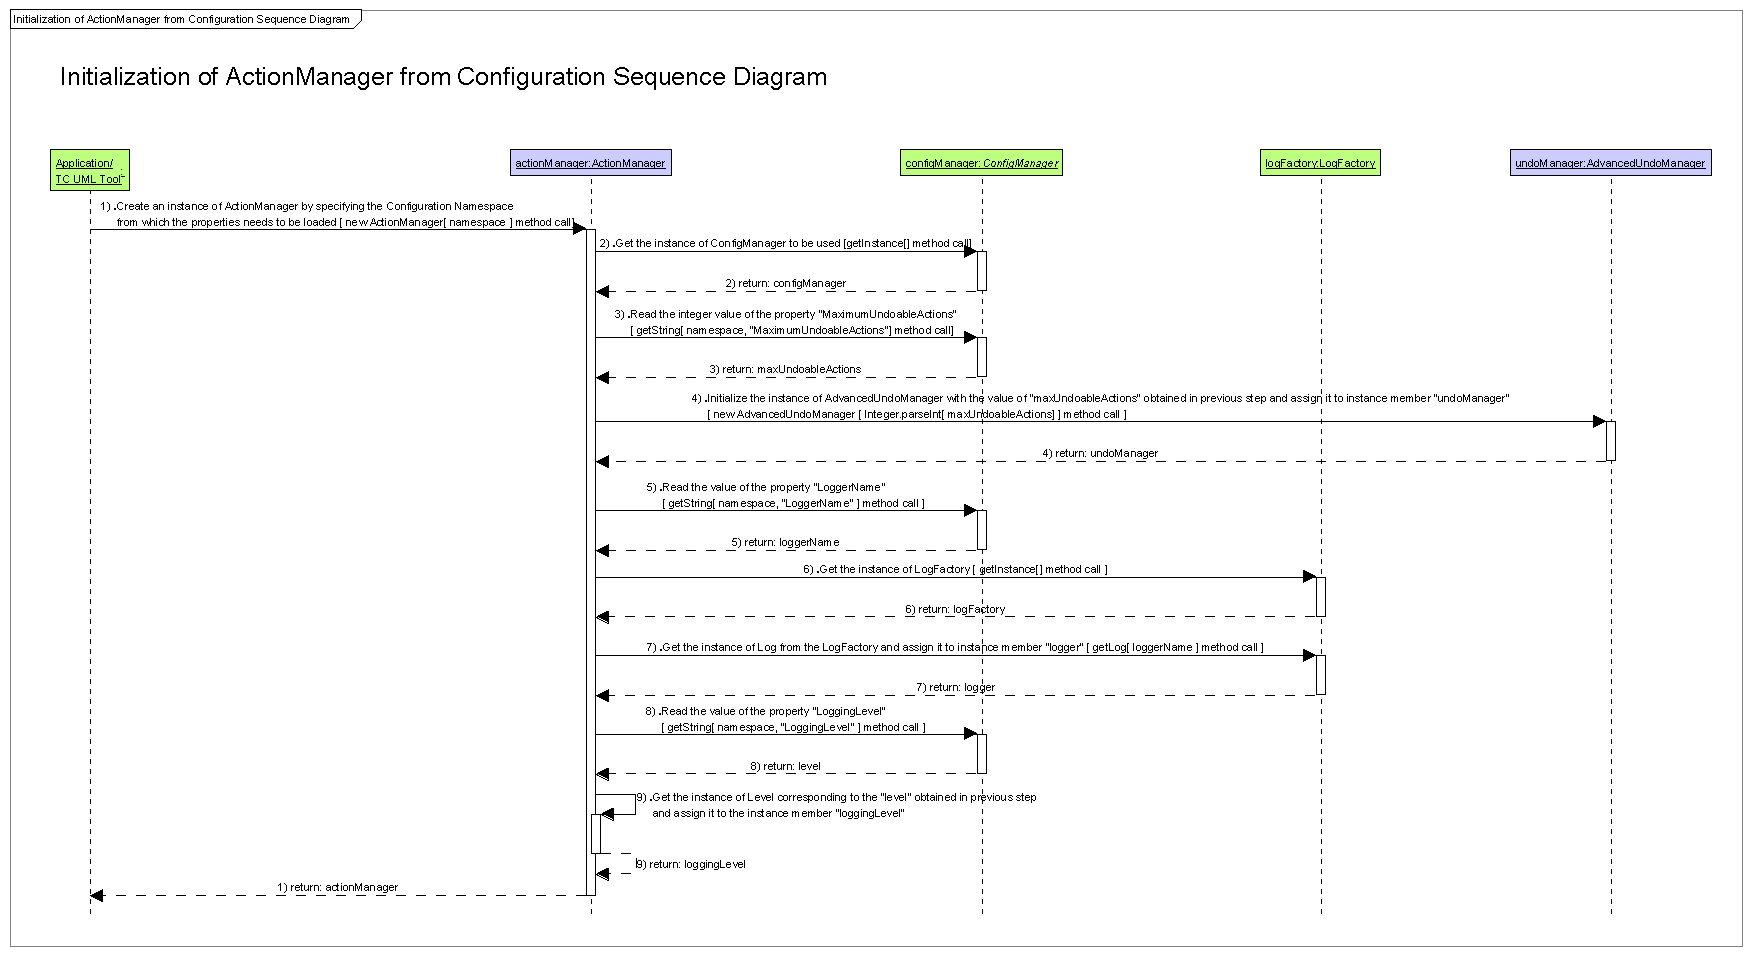 Initialization of ActionManager from Configuration Sequence Diagram
Initialization of ActionManager from Configuration Sequence Diagram
Application/
TC UML Tool
actionManager:ActionManager
configManager:ConfigManager
logFactory:LogFactory
undoManager:AdvancedUndoManager
1) .Create an instance of ActionManager by specifying the Configuration Namespace
from which the properties needs to be loaded [ new ActionManager[ namespace ] method call]
2) .Get the instance of ConfigManager to be used [getInstance[] method call]
2) return: configManager
3) .Read the integer value of the property "MaximumUndoableActions"
[ getString[ namespace, "MaximumUndoableActions"] method call]
3) return: maxUndoableActions
4) .Initialize the instance of AdvancedUndoManager with the value of "maxUndoableActions" obtained in previous step and assign it to instance member "undoManager"
[ new AdvancedUndoManager [ Integer.parseInt[ maxUndoableActions] ] method call ]
4) return: undoManager
5) .Read the value of the property "LoggerName"
[ getString[ namespace, "LoggerName" ] method call ]
5) return: loggerName
6) .Get the instance of LogFactory [ getInstance[] method call ]
6) return: logFactory
7) .Get the instance of Log from the LogFactory and assign it to instance member "logger" [ getLog[ loggerName ] method call ]
7) return: logger
8) .Read the value of the property "LoggingLevel"
[ getString[ namespace, "LoggingLevel" ] method call ]
8) return: level
9) .Get the instance of Level corresponding to the "level" obtained in previous step
and assign it to the instance member "loggingLevel"
9) return: loggingLevel
1) return: actionManager